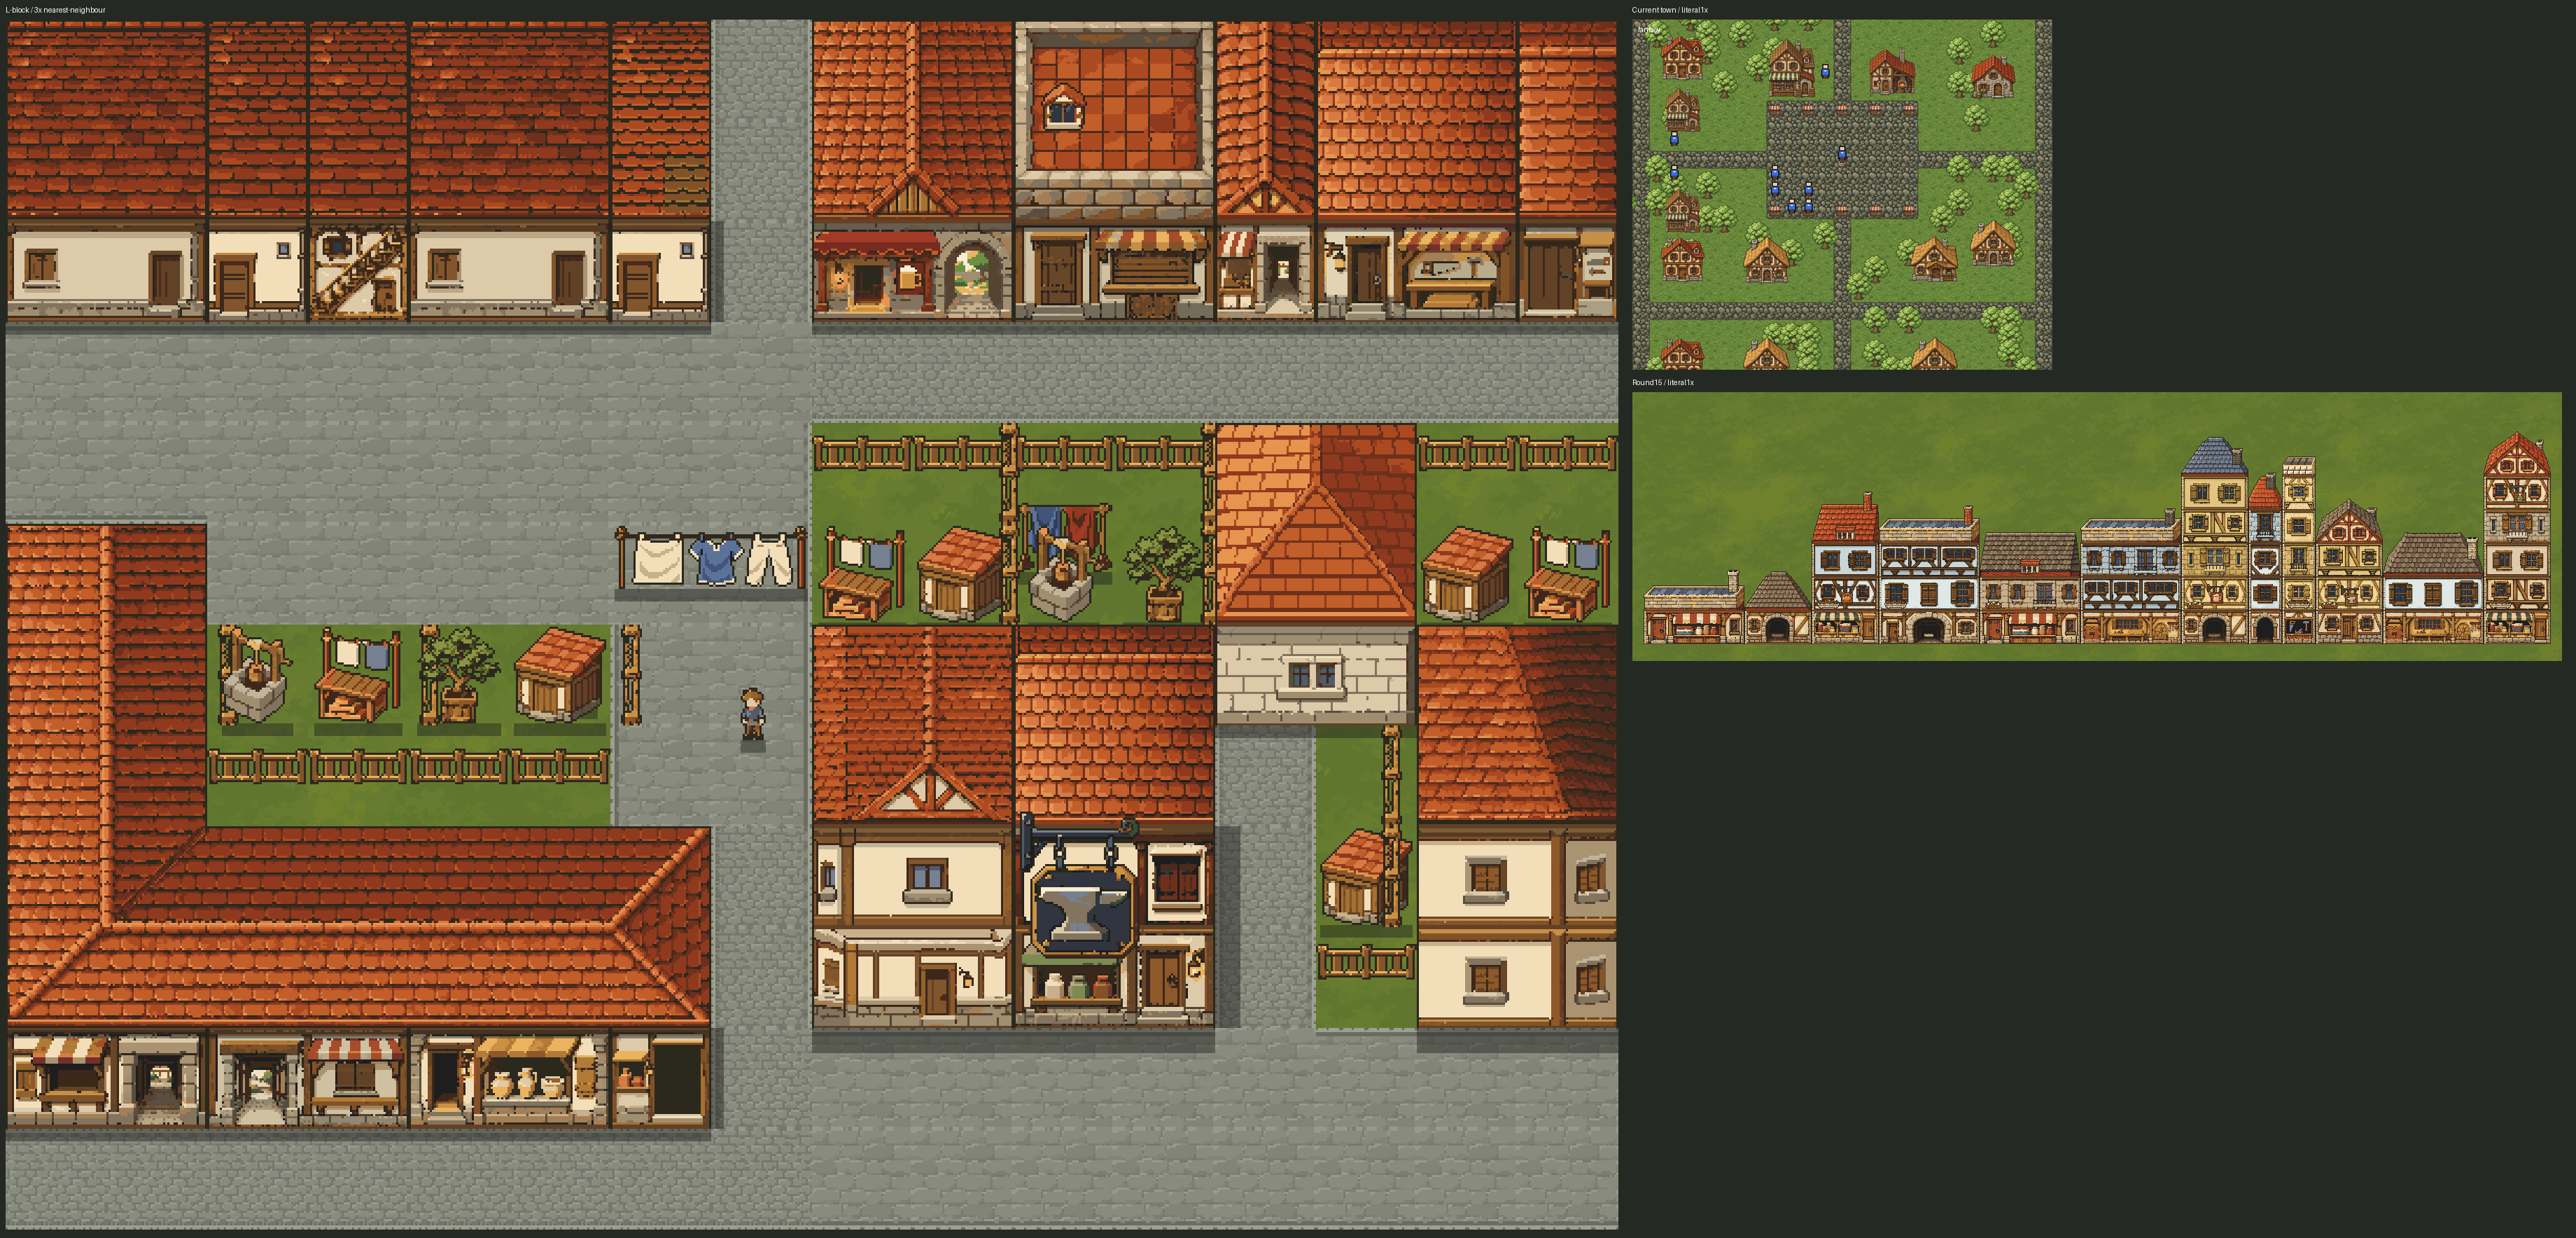 L-block / 3x nearest-neighbour
Current town / literal1x
Round15 / literal1x